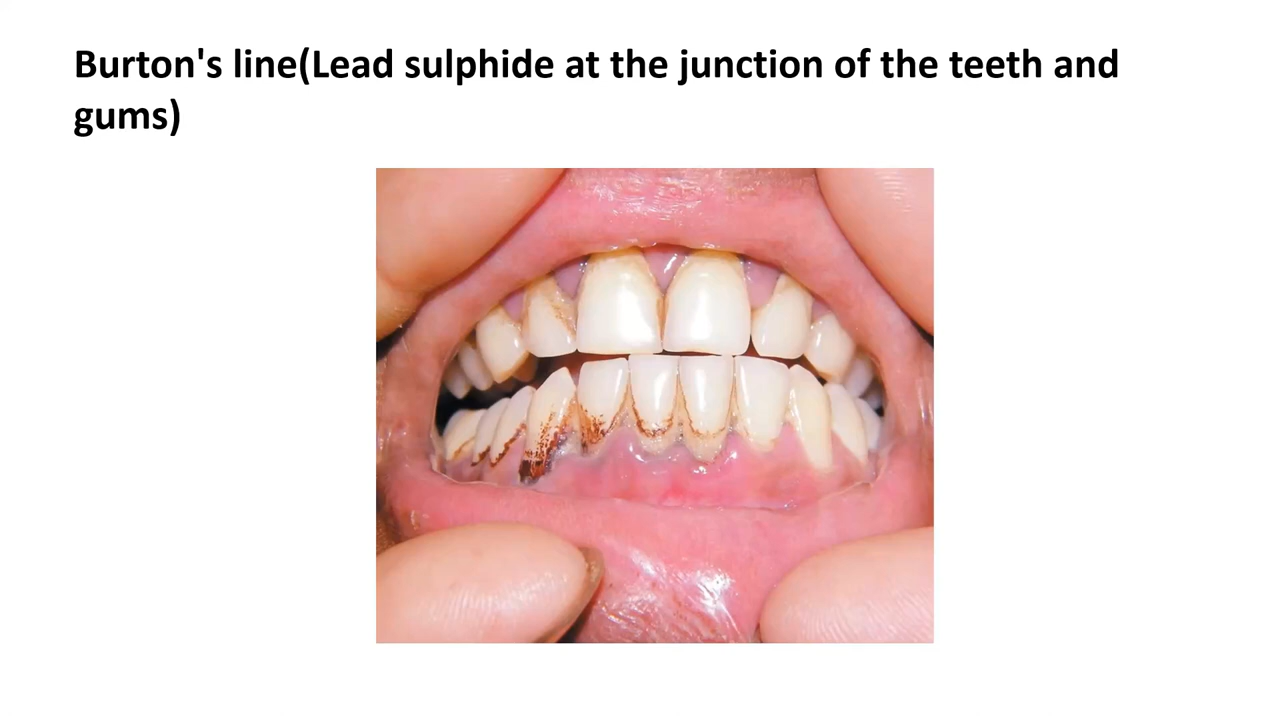 Burton's line(Lead sulphide at the junction of the teeth and
gums)